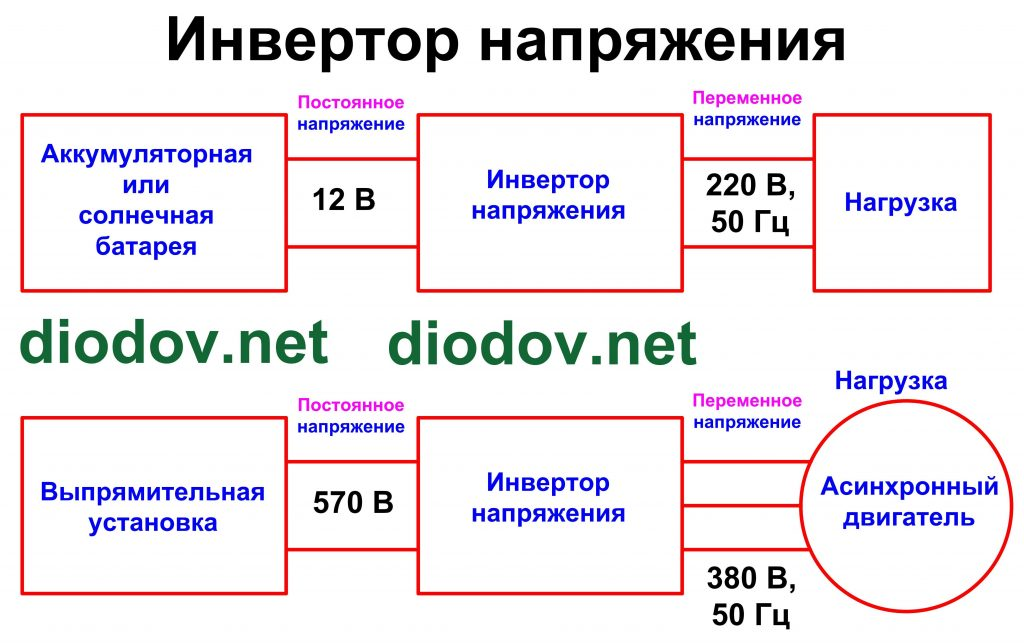 Инвертор напряжения
Постоянное
напряжение
Переменное
напряжение
Аккумуляторная
или
солнечная
батарея
12 В
Инвертор
напряжения
220 В,
50 Гц
Нагрузка
diodov.net
diodov.net
Нагрузка
Постоянное
напряжение
Переменное
напряжение
Выпрямительная
установка
570 В
Инвертор
напряжения
Асинхронный
двигатель
380 В,
50 Гц